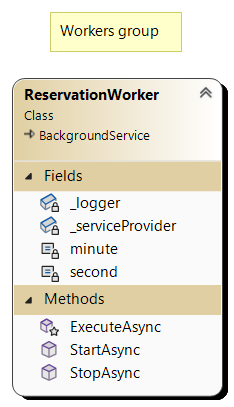 Workers group
ReservationWorker
Class
BackgroundService
Fields
_logger
_serviceProvider
minute
second
Methods
ExecuteAsync
StartAsync
StopAsync